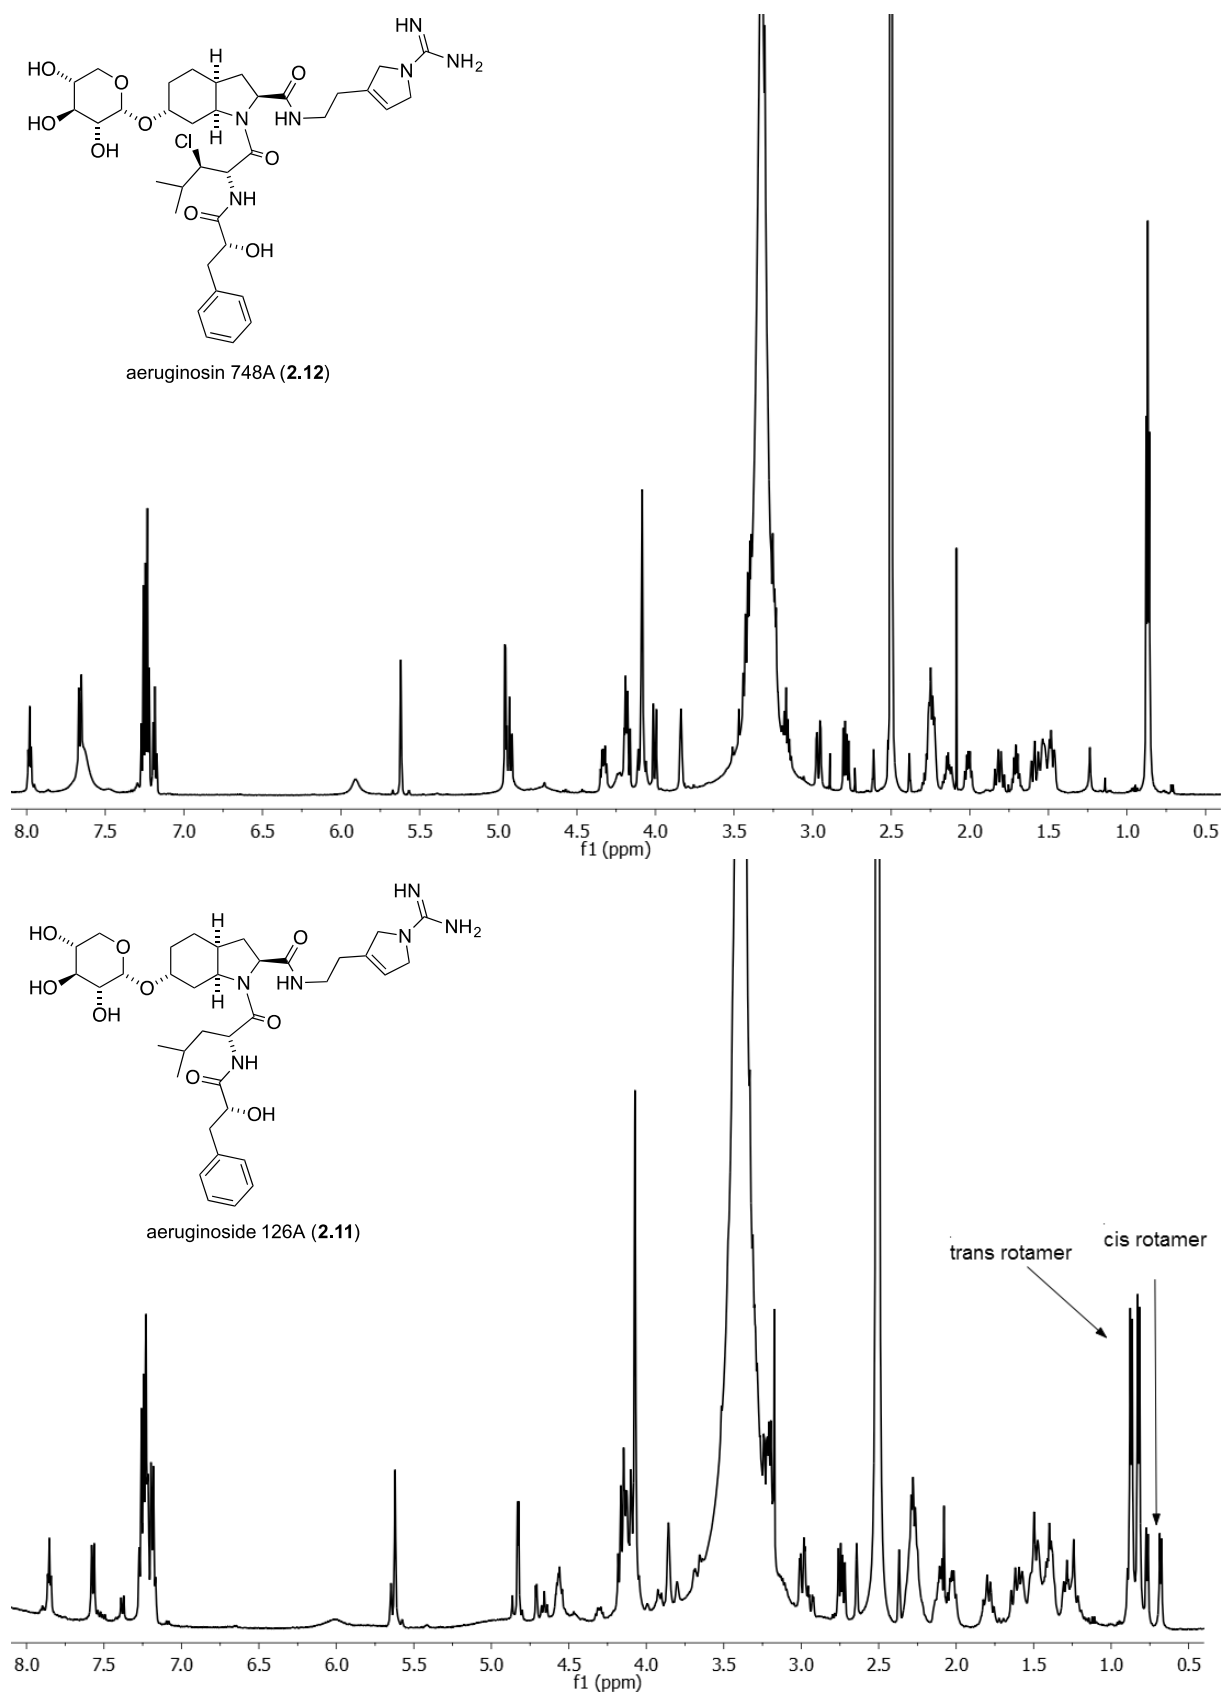 HN
NH2
N
H
O
HN
HO
O
HO
OH
O
N
H
Cl
O
NH
O
OH
aeruginosin 748A (2.12)
8.0 7.5 7.0 6.5 6.0 5.5 5.0 4.5 4.0 3.5 3.0 2.5 2.0 1.5 1.0 0.5
f1 (ppm)
HN
NH2
N
H
O
HN
HO
O
HO
OH
O
N
H
O
NH
O
OH
aeruginoside 126A (2.11)
trans rotamer
cis rotamer
8.0 7.5 7.0 6.5 6.0 5.5 5.0 4.5 4.0 3.5 3.0 2.5 2.0 1.5 1.0 0.5
f1 (ppm)